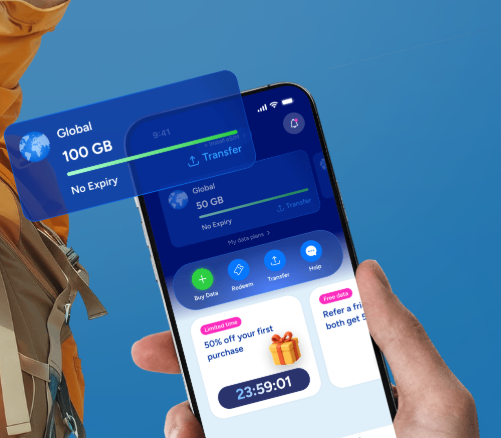 Global
100 GB
No Expiry
Transfer
9:41
Global
50 GB
No Expiry
Transfer
My data plans >
Buy Data
Redeem
Transfer
Help
Limited time
50% off your first
purchase
23:59:01
Free data
Refer a
both get